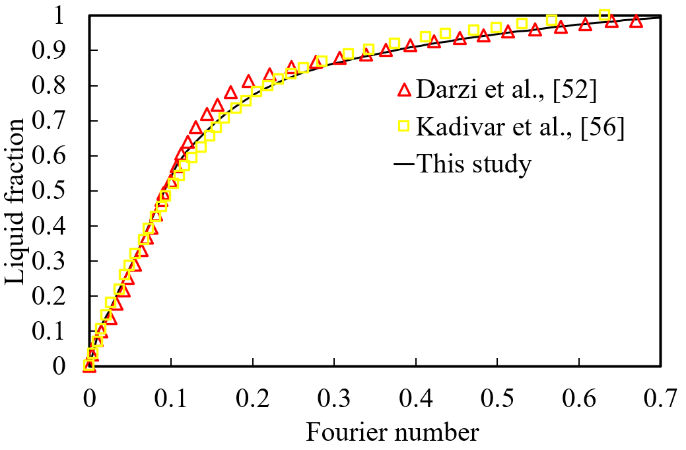 1
0.9
0.8
0.7
0.6
0.5
0.4
0.3
0.2
0.1
0
Liquid fraction
Darzi et al., [52]
Kadivar et al., [56]
This study
0 0.1 0.2 0.3 0.4 0.5 0.6 0.7
Fourier number